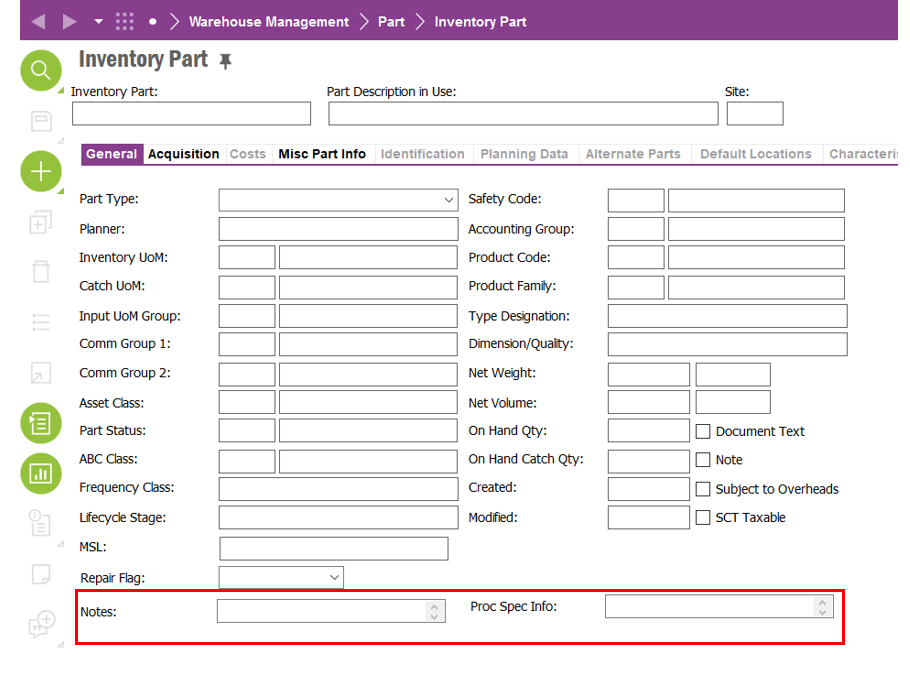 Warehouse Management Part Inventory Part
Inventory Part
Inventory Part: Part Description in Use: Site:
General Acquisition Costs Misc Part Info Identification Planning Data Alternate Parts Default Locations Characteris
Part Type: Safety Code:
Planner: Accounting Group:
Inventory UoM: Product Code:
Catch UoM: Product Family:
Input UoM Group: Type Designation:
Comm Group 1: Dimension/Quality:
Comm Group 2: Net Weight:
Asset Class: Net Volume:
Part Status: On Hand Qty: Document Text
ABC Class: On Hand Catch Qty: Note
Frequency Class: Created: Subject to Overheads
Lifecycle Stage: Modified: SCT Taxable
MSL:
Repair Flag:
Notes: Proc Spec Info: